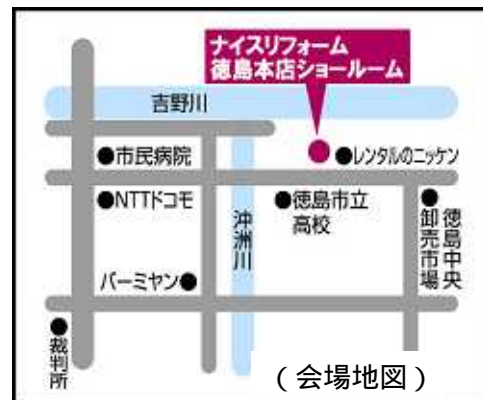 ナイスリフォーム
徳島本店ショールーム
吉野川
●市民病院
●レンタルのニッケン
●NTTドコモ
●徳島市立
高校
沖洲川
徳島中央
卸売市場
バーミヤン●
裁判所
(会場地図)